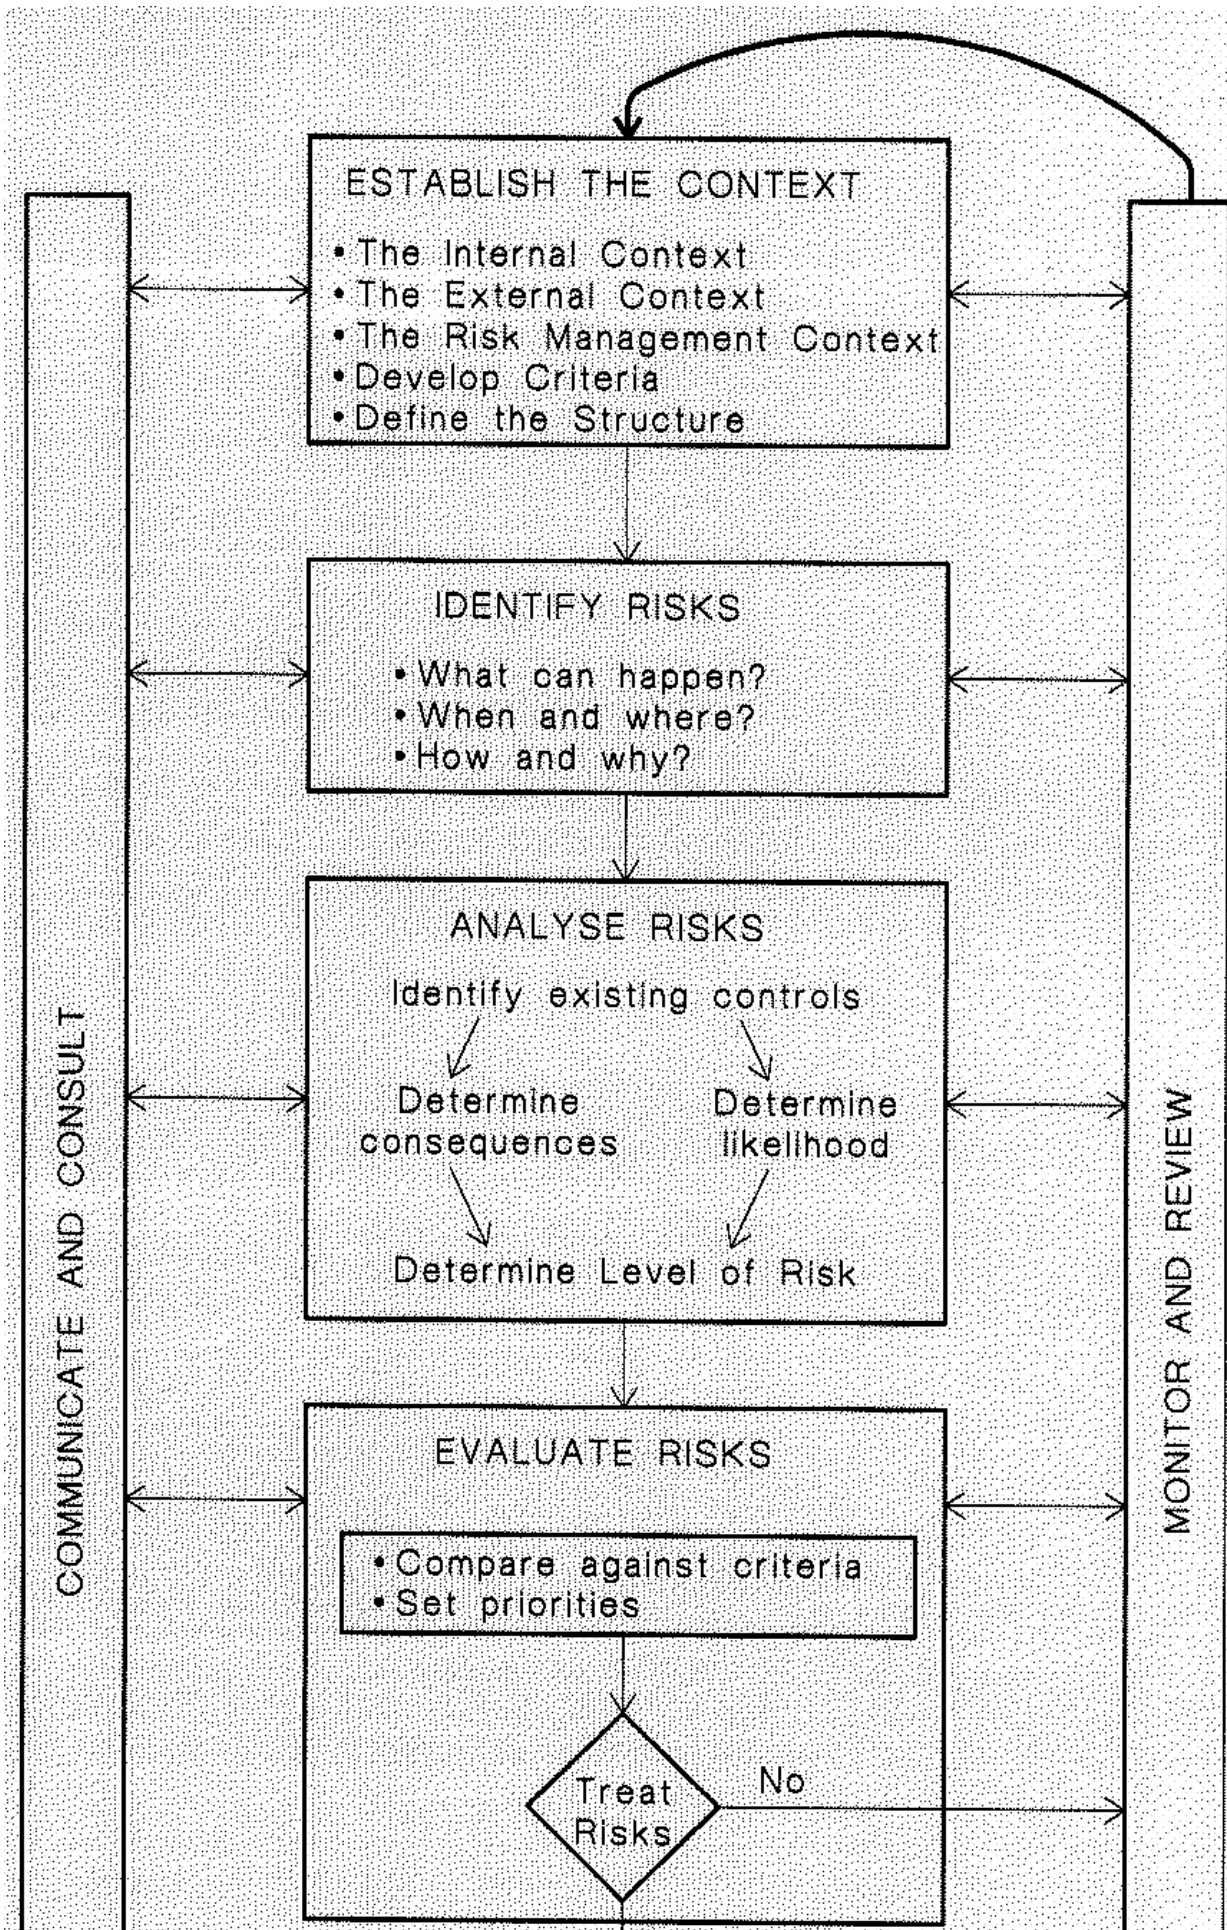 ESTABLISH THE CONTEXT
• The Internal Context
• The External Context
• The Risk Management Context
• Develop Criteria
• Define the Structure
IDENTIFY RISKS
• What can happen?
• When and where?
• How and why?
ANALYSE RISKS
Identify existing controls
Determine
consequences
Determine
likelihood
Determine Level of Risk
EVALUATE RISKS
• Compare against criteria
• Set priorities
Treat
Risks
No
COMMUNICATE AND CONSULT
MONITOR AND REVIEW